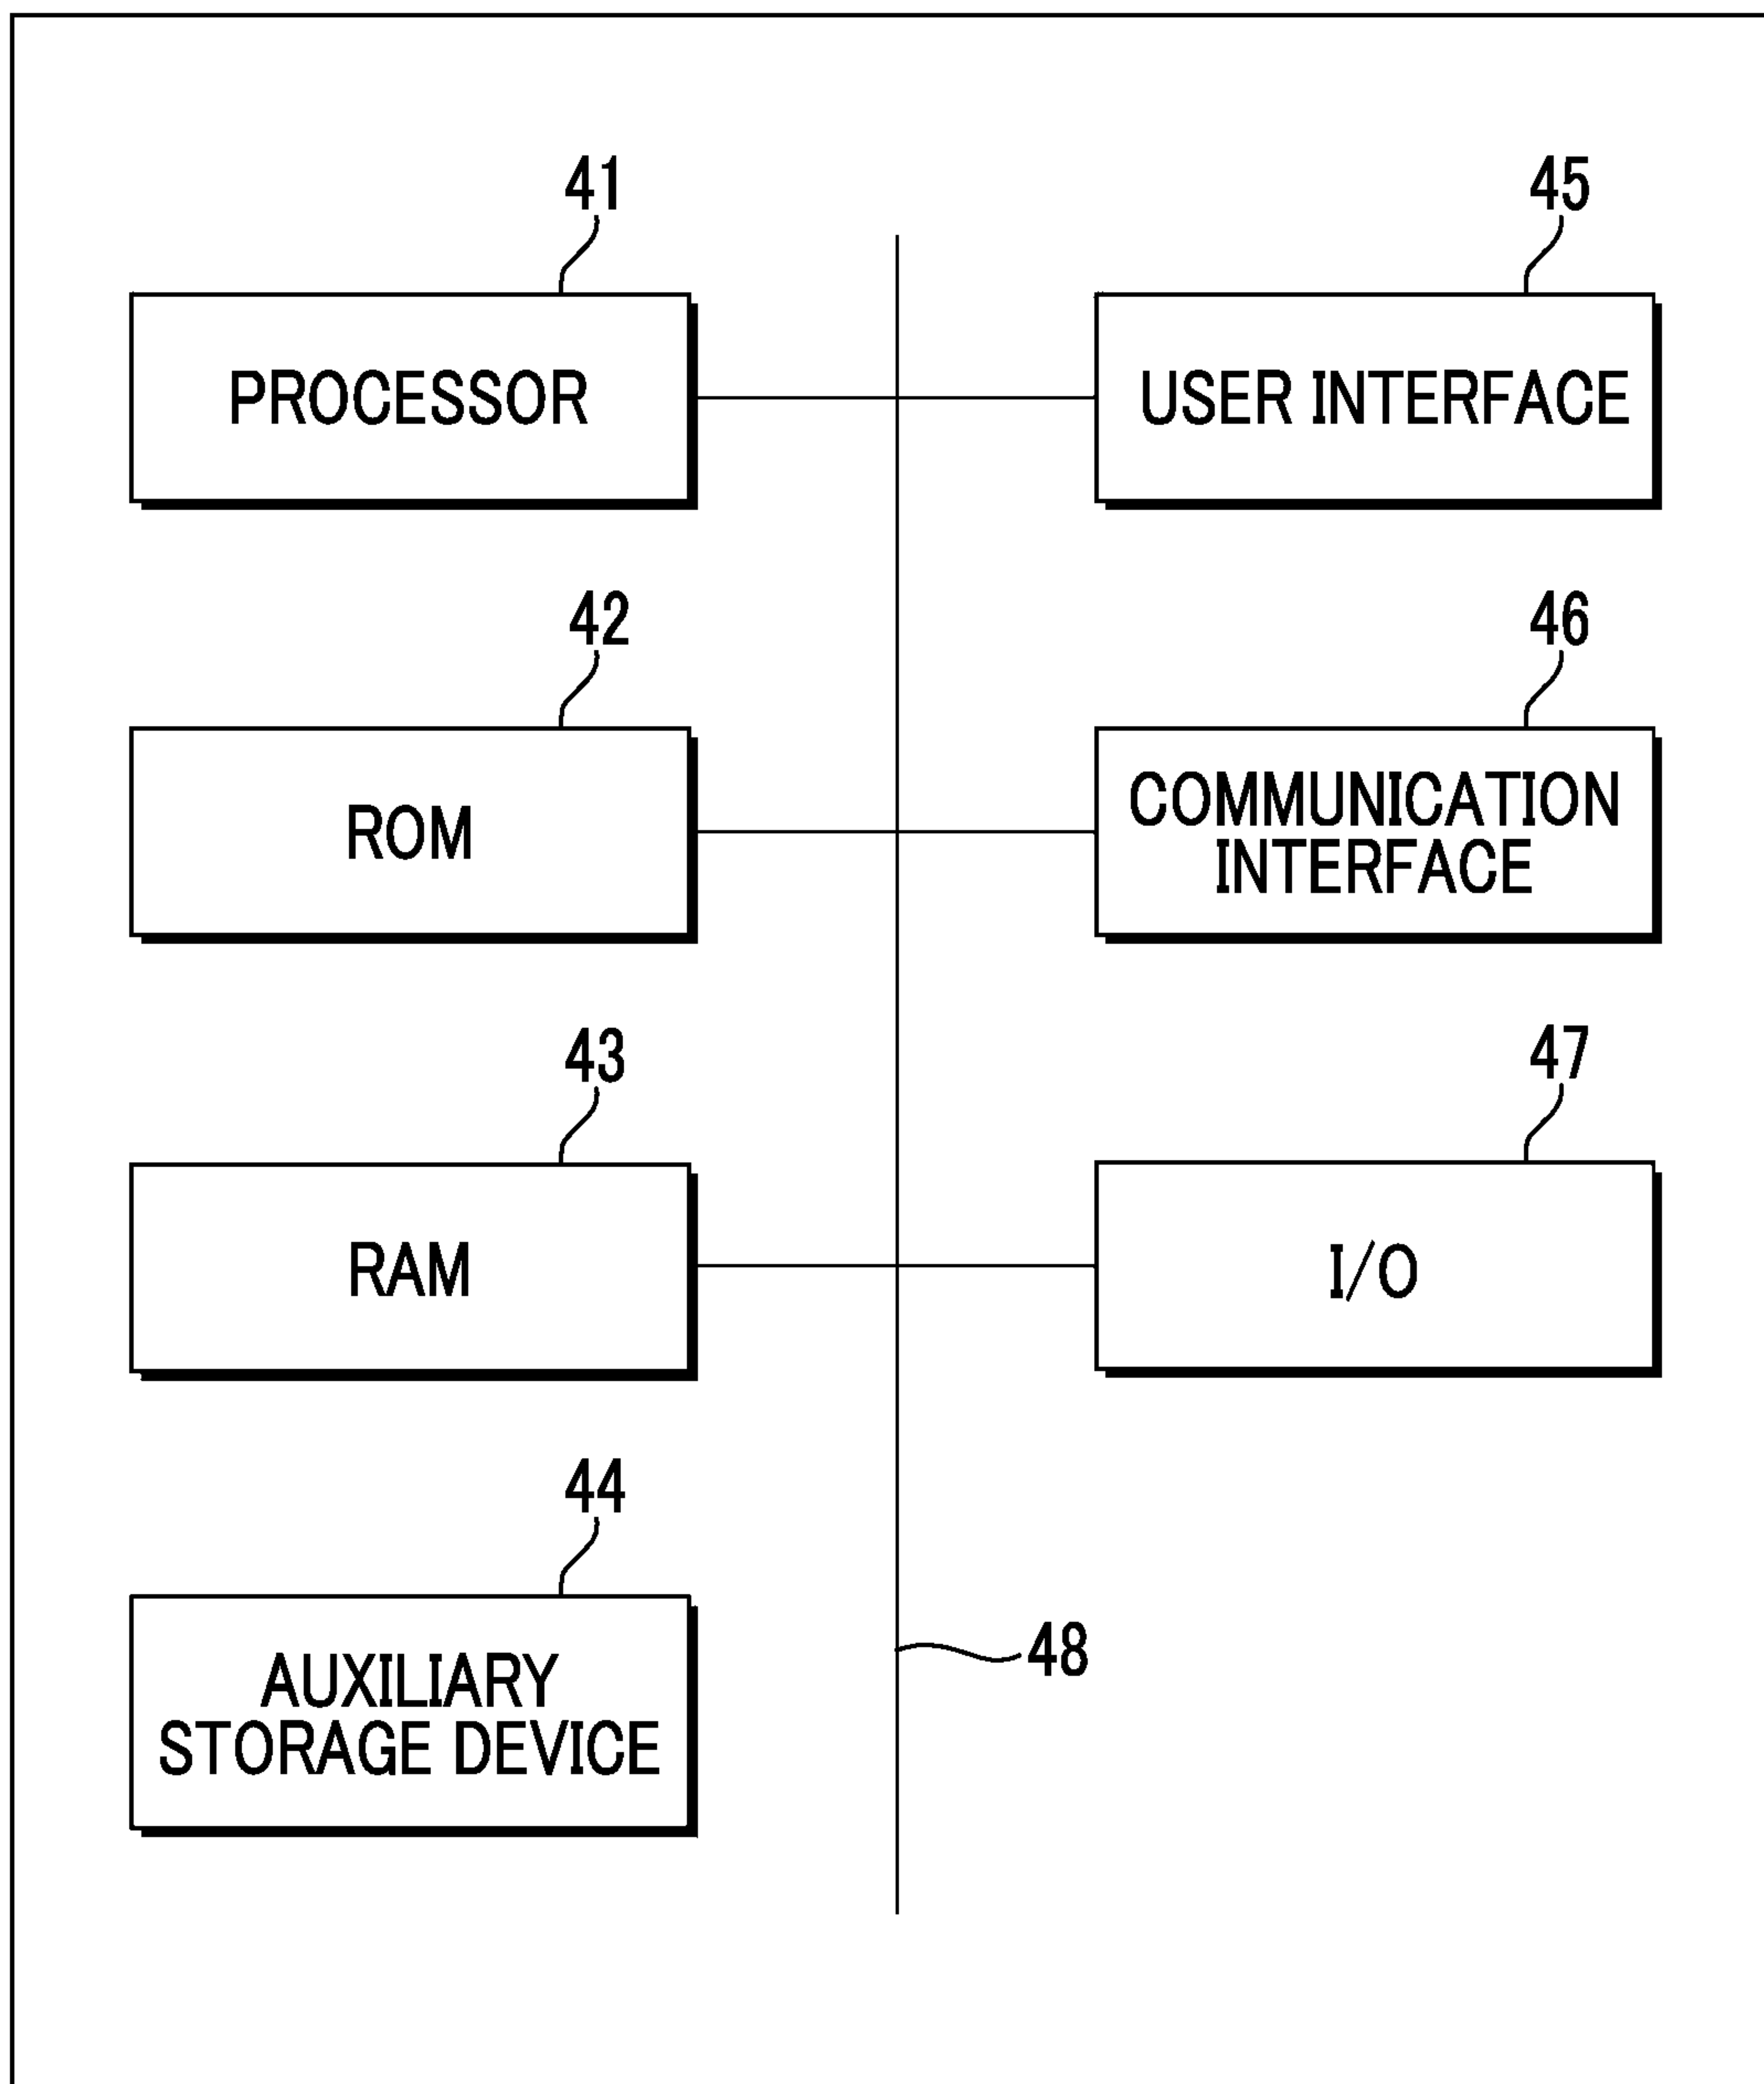 41
PROCESSOR
45
USER INTERFACE
42
ROM
46
COMMUNICATION
INTERFACE
43
RAM
47
I/O
44
AUXILIARY
STORAGE DEVICE
48